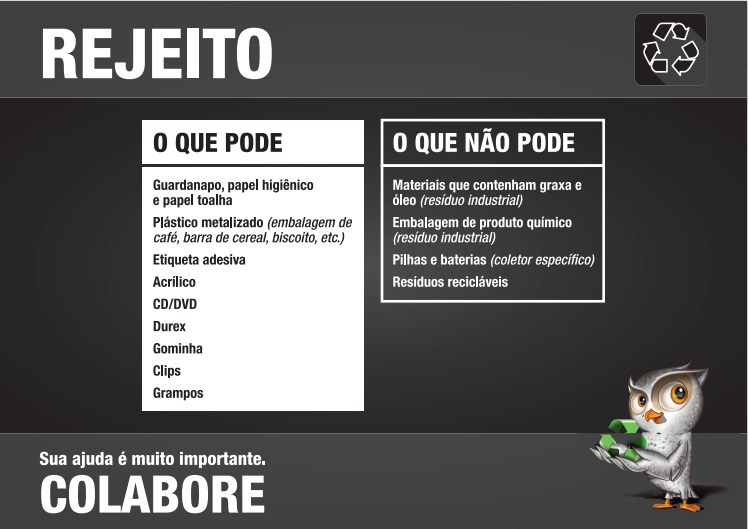 REJEITO
O QUE PODE
Guardanapo, papel higiênico
e papel toalha
Plástico metalizado (embalagem de
café, barra de cereal, biscoito, etc.)
Etiqueta adesiva
Acrílico
CD/DVD
Durex
Gominha
Clips
Grampos
O QUE NÃO PODE
Materiais que contenham graxa e
óleo (resíduo industrial)
Embalagem de produto químico
(resíduo industrial)
Pilhas e baterias (coletor específico)
Resíduos recicláveis
Sua ajuda é muito importante.
COLABORE